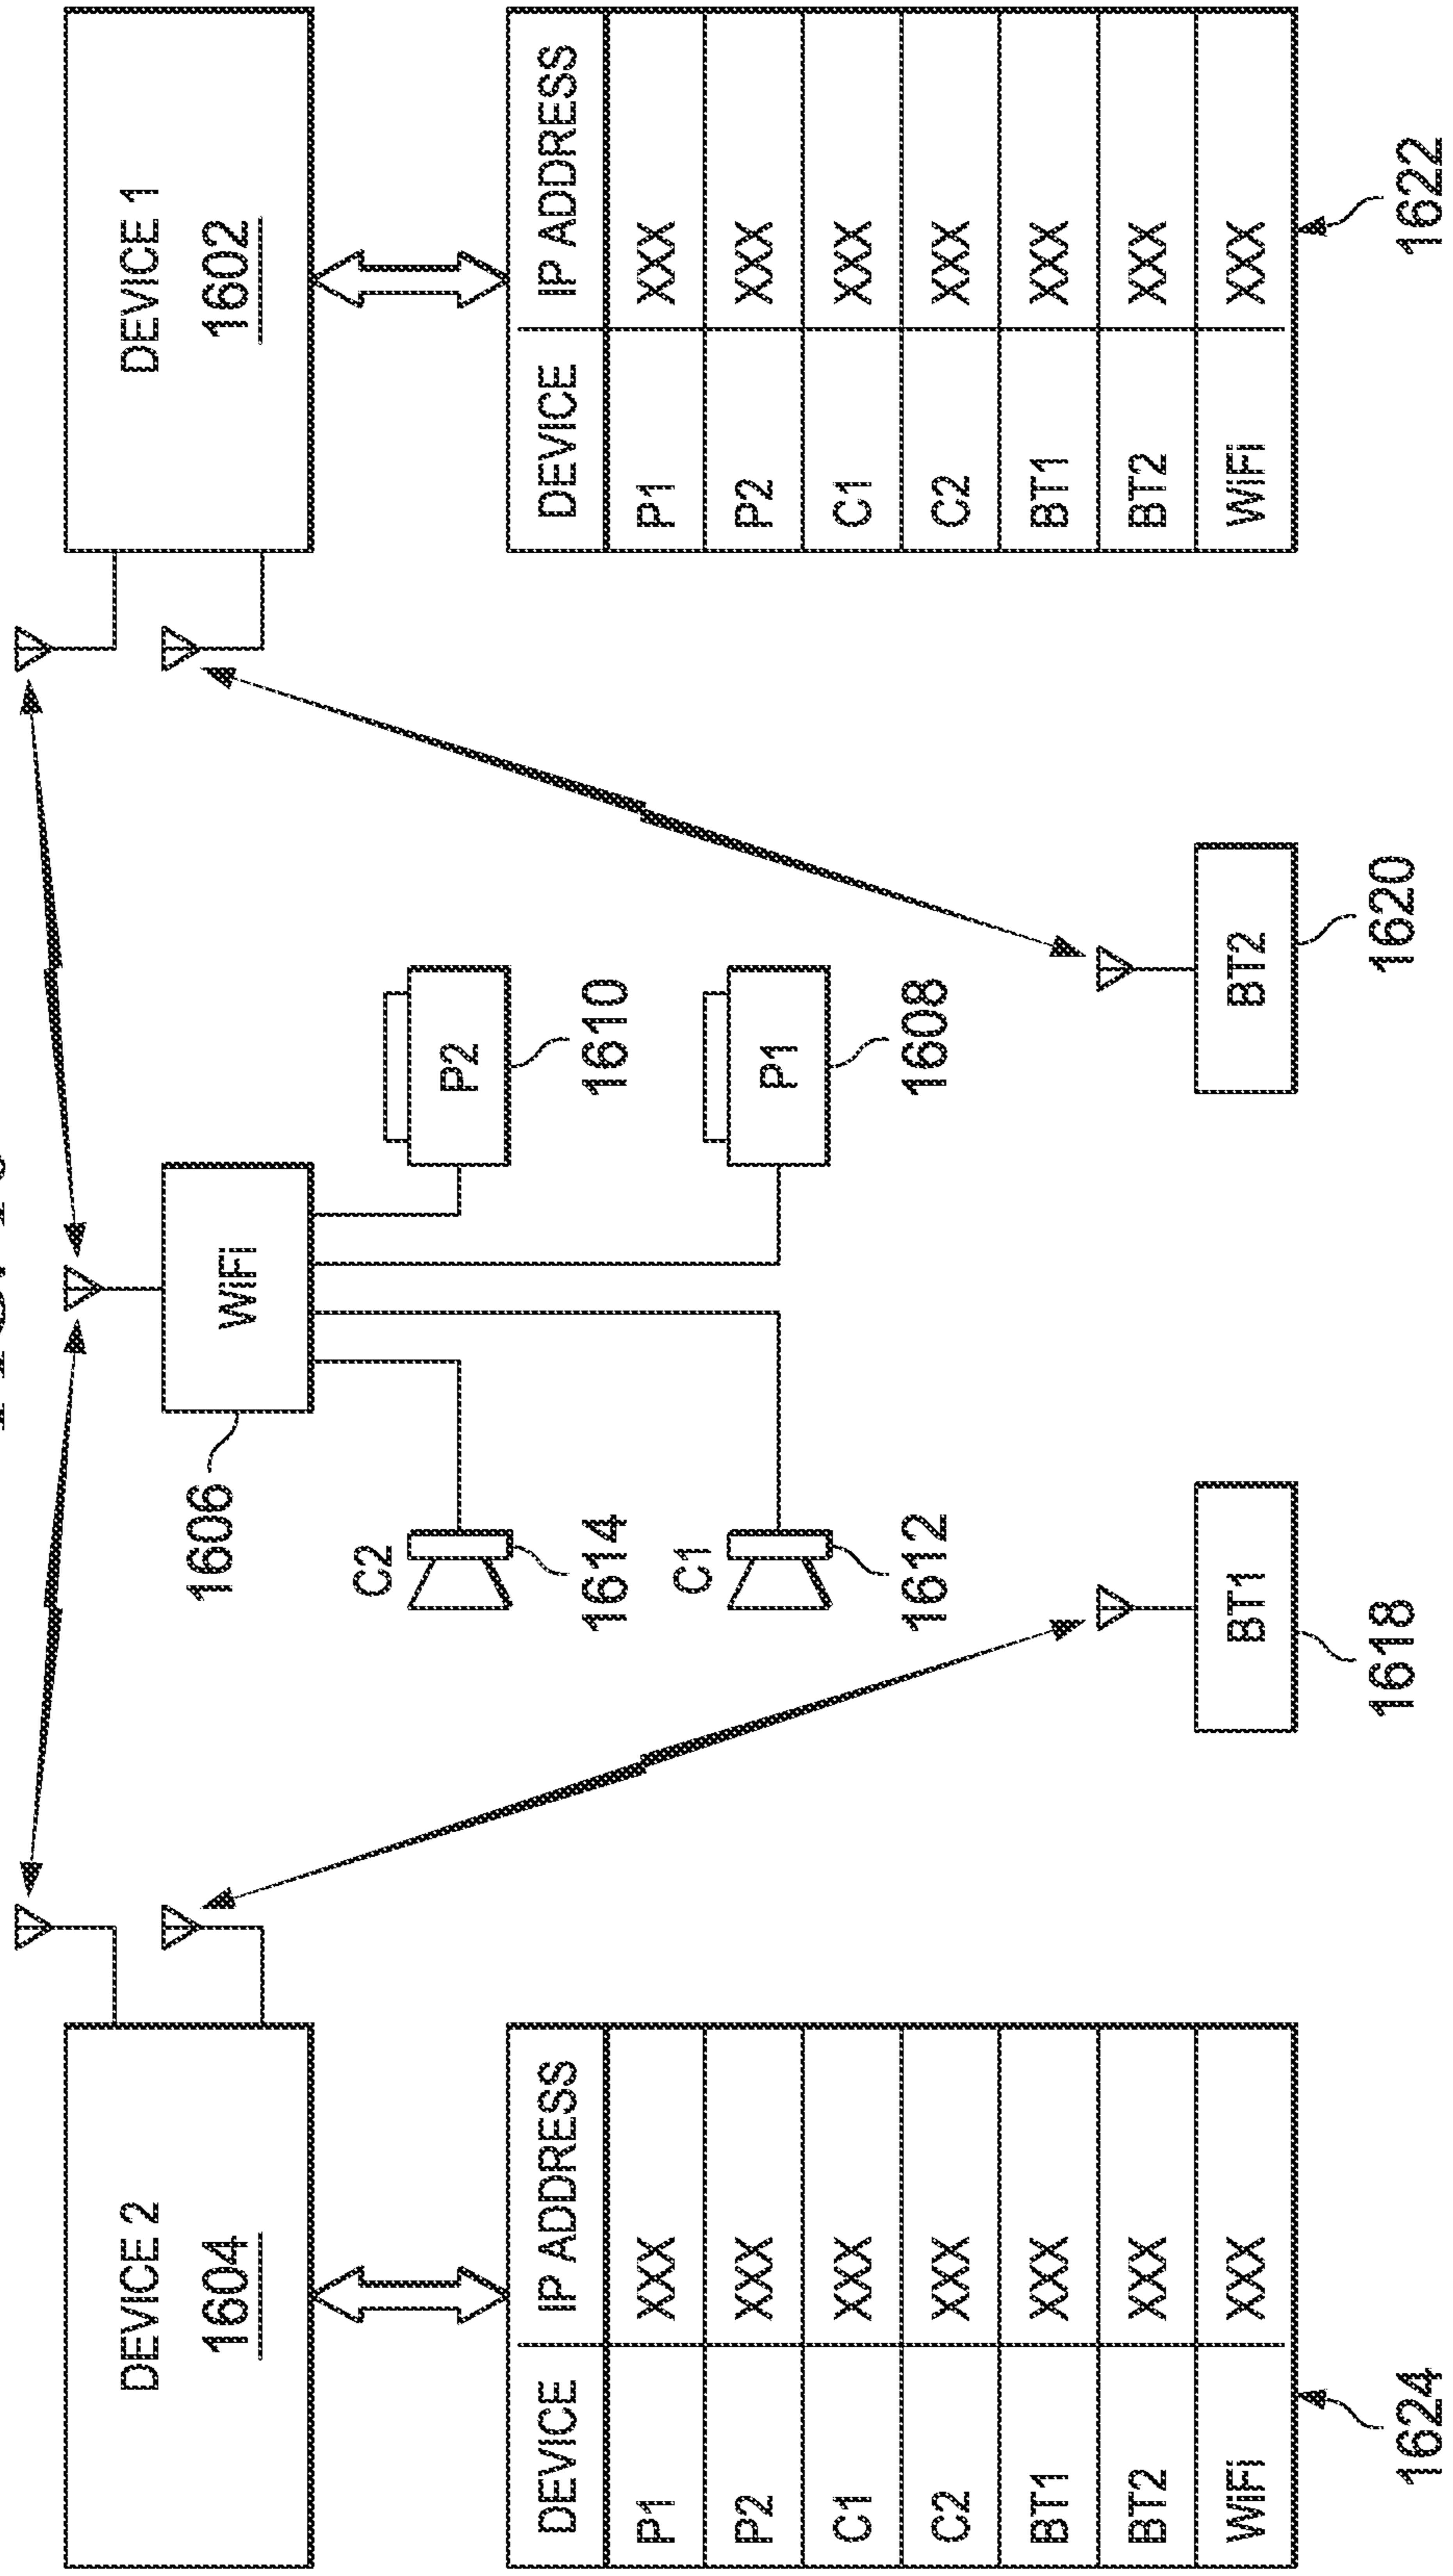 DEVICE 2
1604
WiFi
1606
DEVICE 1
1602
C2
1614
P2
1610
C1
1612
P1
1608
DEVICE IP ADDRESS
P1 XXX
P2 XXX
C1 XXX
C2 XXX
BT1 XXX
BT2 XXX
WiFi XXX
1624
BT1
1618
BT2
1620
DEVICE IP ADDRESS
P1 XXX
P2 XXX
C1 XXX
C2 XXX
BT1 XXX
BT2 XXX
WiFi XXX
1622